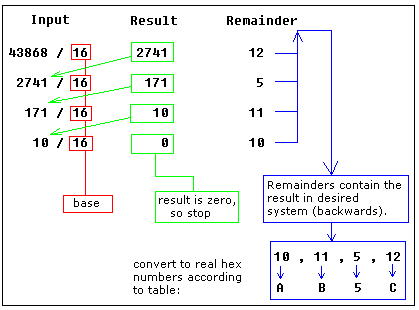 Input Result Remainder
43868 / 16 2741 12
2741 / 16 171 5
171 / 16 10 11
10 / 16 0 10
base
result is zero,
so stop
Remainders contain the
result in desired
system (backwards).
convert to real hex
numbers according
to table:
10 , 11 , 5 , 12
A B 5 C